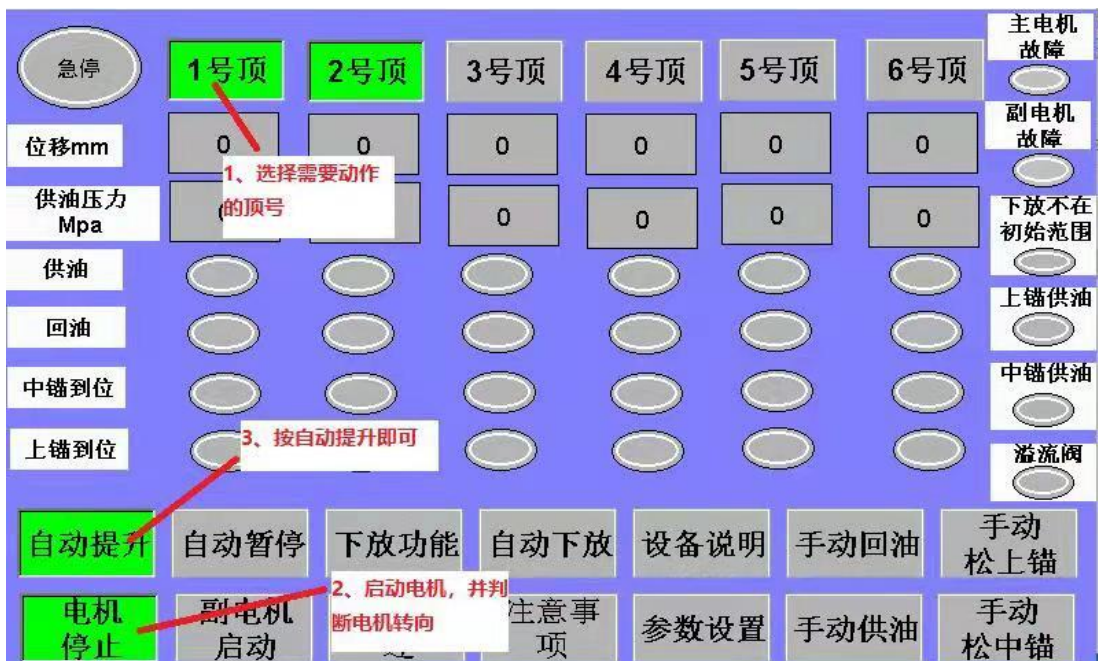 急停
1号顶
2号顶
3号顶
4号顶
5号顶
6号顶
主电机
故障
位移mm
0
0
0
0
0
0
副电机
故障
1、选择需要动作
的顶号
供油压力
Mpa
0
0
0
0
下放不在
初始范围
供油
上锚供油
回油
中锚到位
中锚供油
上锚到位
3、按自动提升即可
溢流阀
自动提升
自动暂停
下放功能
自动下放
设备说明
手动回油
手动
松上锚
2、启动电机，并判
断电机转向
电机
停止
副电机
启动
注意事
项
参数设置
手动供油
手动
松中锚